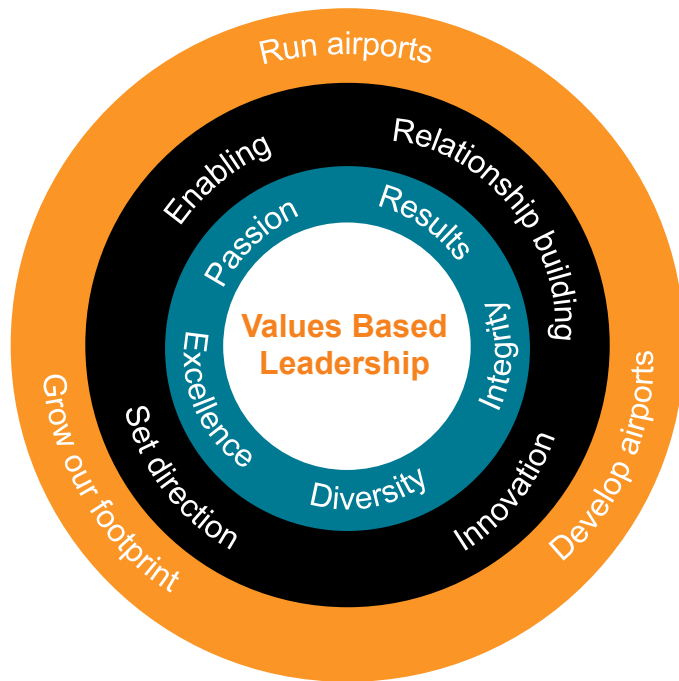 Run airports
Develop airports
Grow our footprint
Enabling
Relationship building
Innovation
Set direction
Passion
Results
Integrity
Diversity
Excellence
Values Based
Leadership